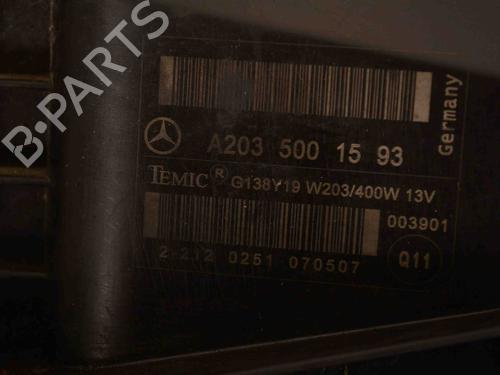 B-PARTS
A203 500 15 93
Germany
TEMIC® G138Y19 W203/400W 13V
003901
2-212 0251 070507
Q11